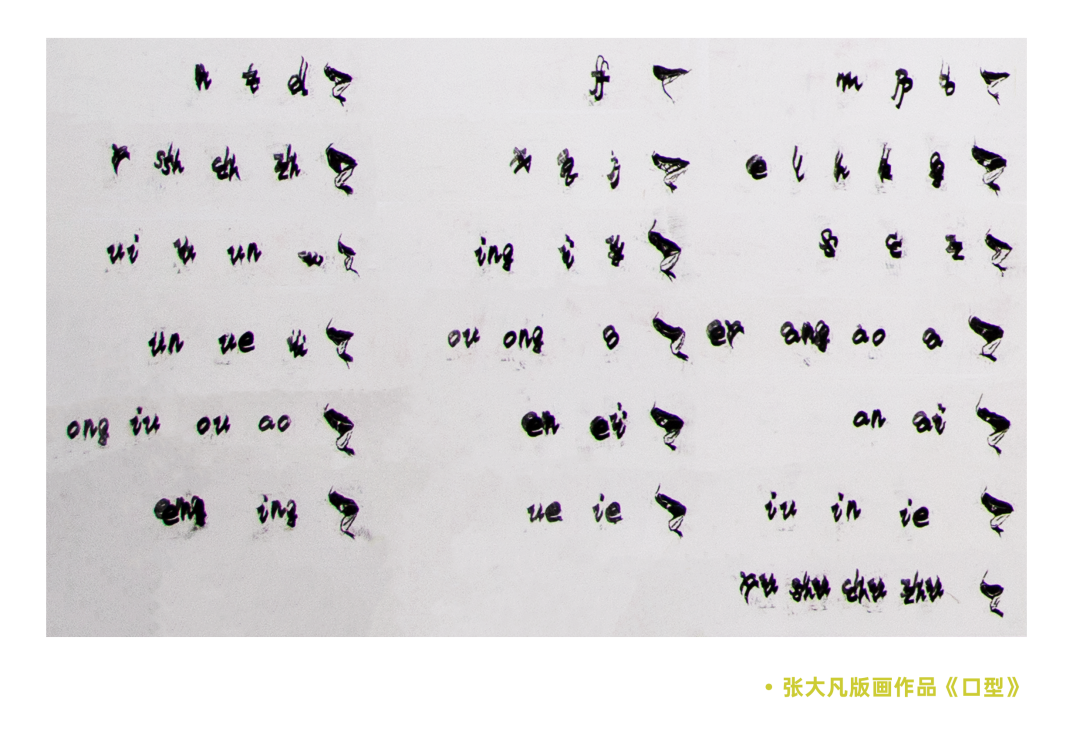 n t d f m p b
r sh ch zh x q j e l h k g
ui u un w ing i y s c z
un ue ü ou ong o er ang ao a
ong iu ou ao en ei an ai
eng ing ue ie iu in ie
ru shu chu zhu
• 张大凡版画作品《口型》